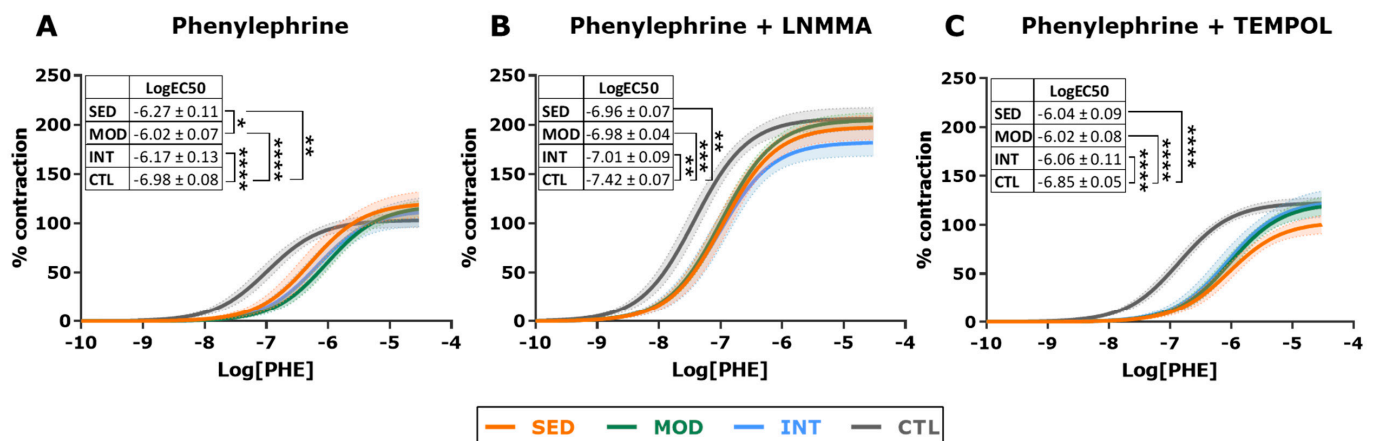 A Phenylephrine
250
200
150
100
50
0
% contraction
LogEC50
SED -6.27 ± 0.11
MOD -6.02 ± 0.07
INT -6.17 ± 0.13
CTL -6.98 ± 0.08
*
****
****
**
-10 -9 -8 -7 -6 -5 -4
Log[PHE]
B Phenylephrine + LNMMA
250
200
150
100
50
0
% contraction
LogEC50
SED -6.96 ± 0.07
MOD -6.98 ± 0.04
INT -7.01 ± 0.09
CTL -7.42 ± 0.07
**
***
**
-10 -9 -8 -7 -6 -5 -4
Log[PHE]
C Phenylephrine + TEMPOL
250
200
150
100
50
0
% contraction
LogEC50
SED -6.04 ± 0.09
MOD -6.02 ± 0.08
INT -6.06 ± 0.11
CTL -6.85 ± 0.05
****
****
****
-10 -9 -8 -7 -6 -5 -4
Log[PHE]
SED MOD INT CTL